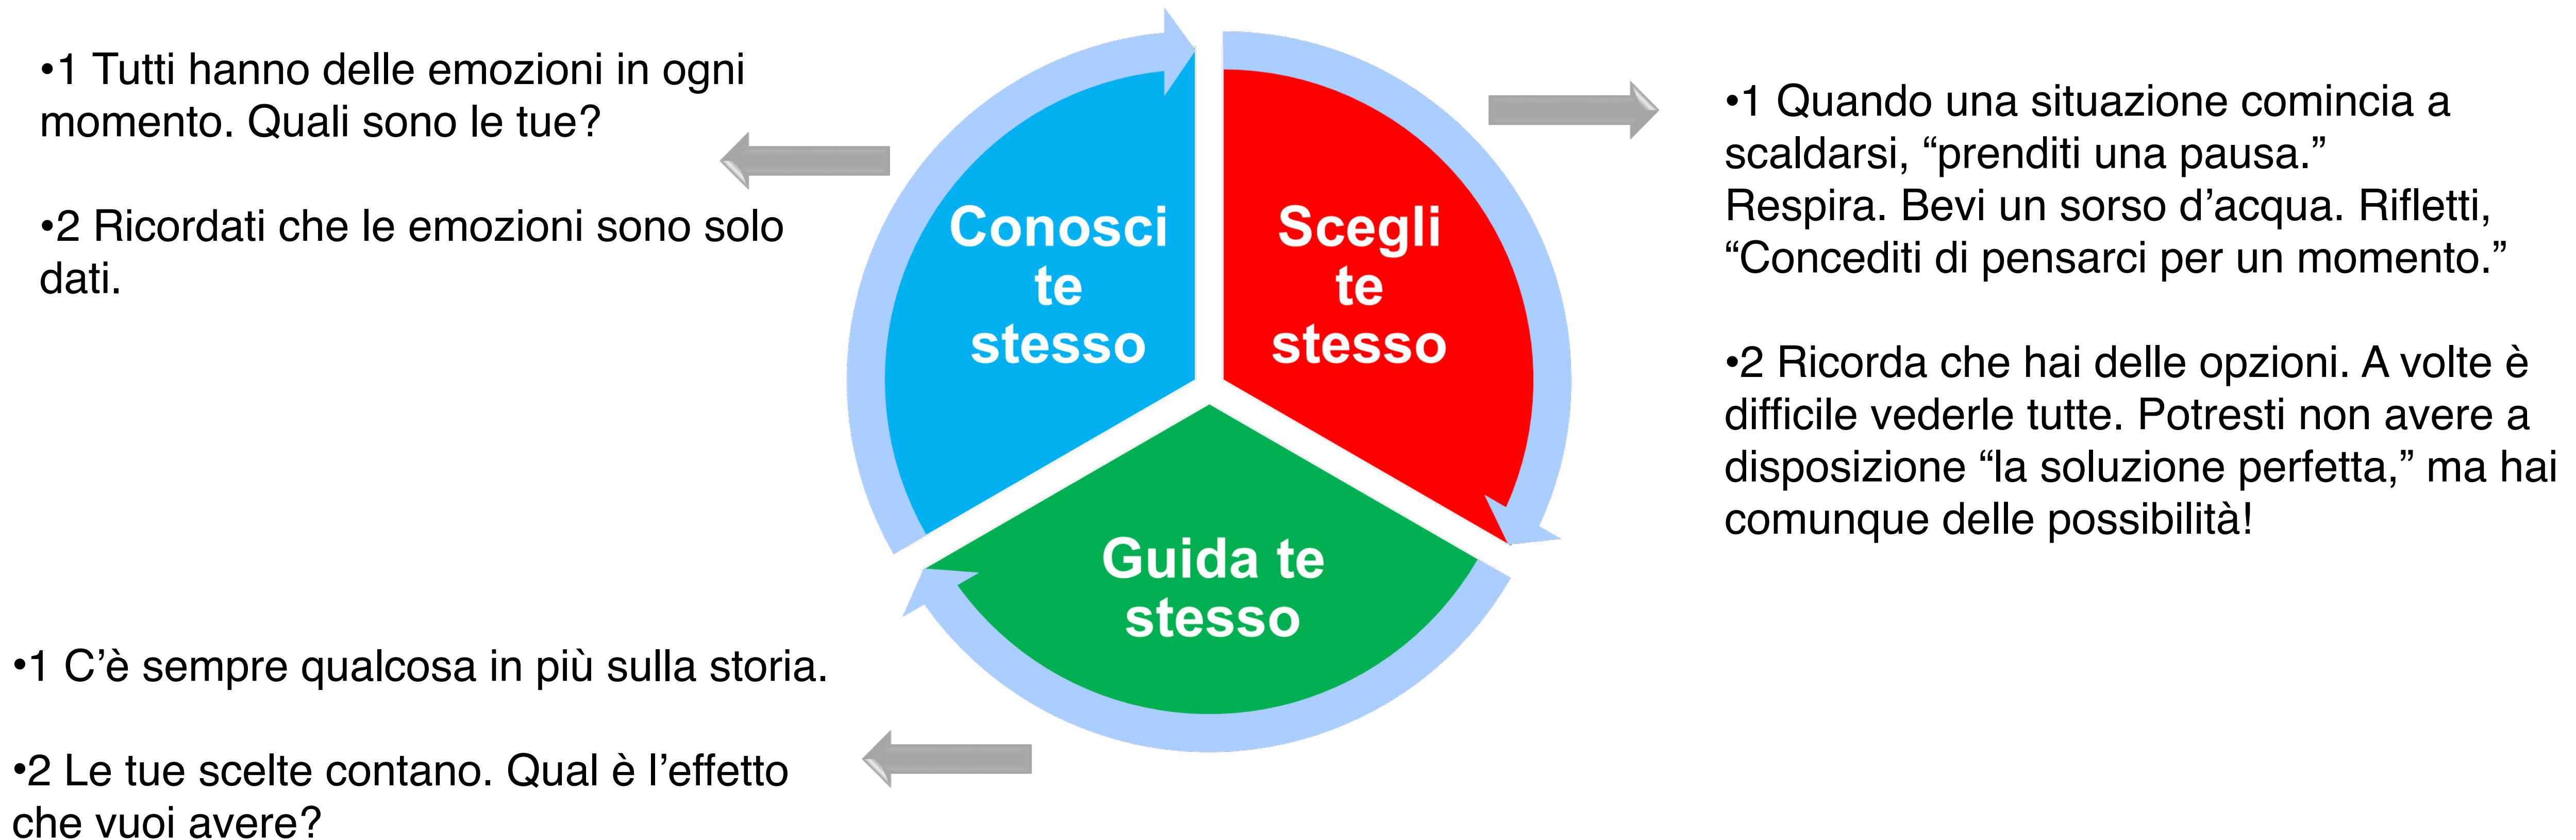 •1 Tutti hanno delle emozioni in ogni
momento. Quali sono le tue?
•2 Ricordati che le emozioni sono solo
dati.
Conosci
te
stesso
Scegli
te
stesso
•1 Quando una situazione comincia a
scaldarsi, “prenditi una pausa.”
Respira. Bevi un sorso d’acqua. Rifletti,
“Concediti di pensarci per un momento.”
•2 Ricorda che hai delle opzioni. A volte è
difficile vederle tutte. Potresti non avere a
disposizione “la soluzione perfetta,” ma hai
comunque delle possibilità!
Guida te
stesso
•1 C’è sempre qualcosa in più sulla storia.
•2 Le tue scelte contano. Qual è l’effetto
che vuoi avere?